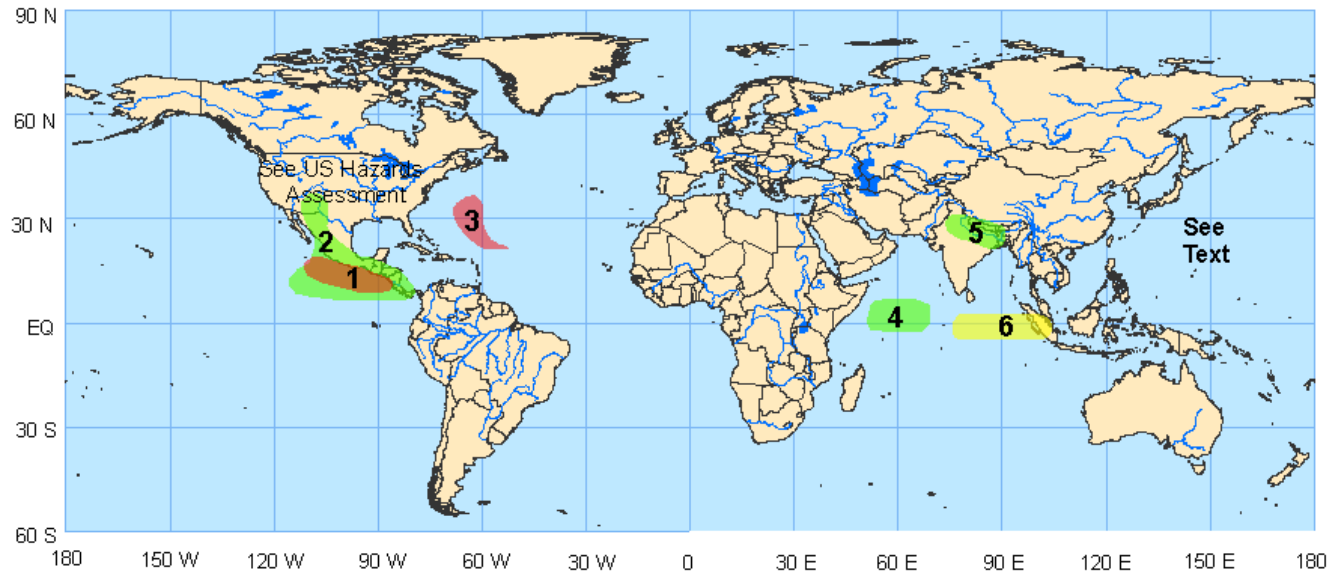 90 N
60 N
See US Hazards
Assessment
3
30 N
2
5
See
Text
1
4
6
EQ
30 S
60 S
180
150 W
120 W
90 W
60 W
30 W
0
30 E
60 E
90 E
120 E
150 E
180